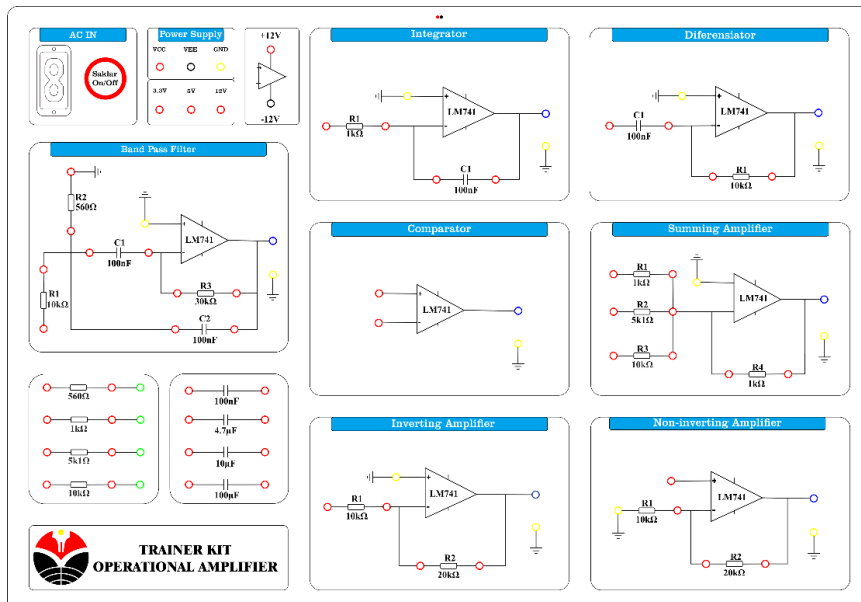 AC IN
Saklar
On/Off
Power Supply
VCC VEE GND
3.3V 5V 12V
+12V
-12V
Band Pass Filter
R2
560Ω
R1
10kΩ
C1
100nF
LM741
R3
30kΩ
C2
100nF
560Ω
1kΩ
5k1Ω
10kΩ
100nF
4.7µF
10µF
100µF
TRAINER KIT
OPERATIONAL AMPLIFIER
Integrator
R1
1kΩ
LM741
C1
100nF
Diferensiator
C1
100nF
LM741
R1
10kΩ
Comparator
LM741
Summing Amplifier
R1
1kΩ
R2
5k1Ω
R3
10kΩ
LM741
R4
1kΩ
Inverting Amplifier
R1
10kΩ
LM741
R2
20kΩ
Non-inverting Amplifier
R1
10kΩ
LM741
R2
20kΩ